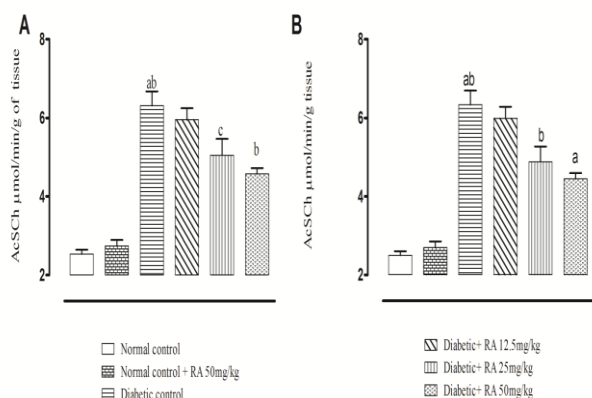 A
AcSCh µmol/min/g of tissue
8
6
4
2
ab
c
b
B
AcSCh µmol/min/g tissue
8
6
4
2
ab
b
a
Normal control
Normal control + RA 50mg/kg
Diabetic control
Diabetic+ RA 12.5mg/kg
Diabetic+ RA 25mg/kg
Diabetic+ RA 50mg/kg